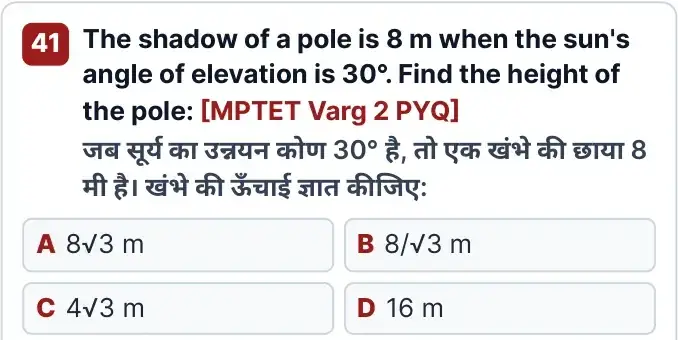 41 The shadow of a pole is 8 m when the sun's
angle of elevation is 30°. Find the height of
the pole: [MPTET Varg 2 PYQ]
जब सूर्य का उन्नयन कोण 30° है, तो एक खंभे की छाया 8
मी है। खंभे की ऊँचाई ज्ञात कीजिए:
A 8√3 m
B 8/√3 m
C 4√3 m
D 16 m